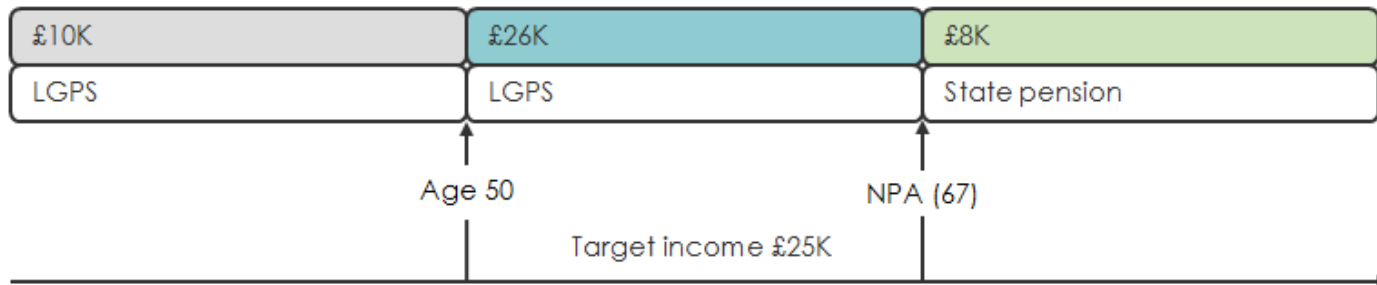 £10K £26K £8K
LGPS LGPS State pension
Age 50 NPA (67)
Target income £25K